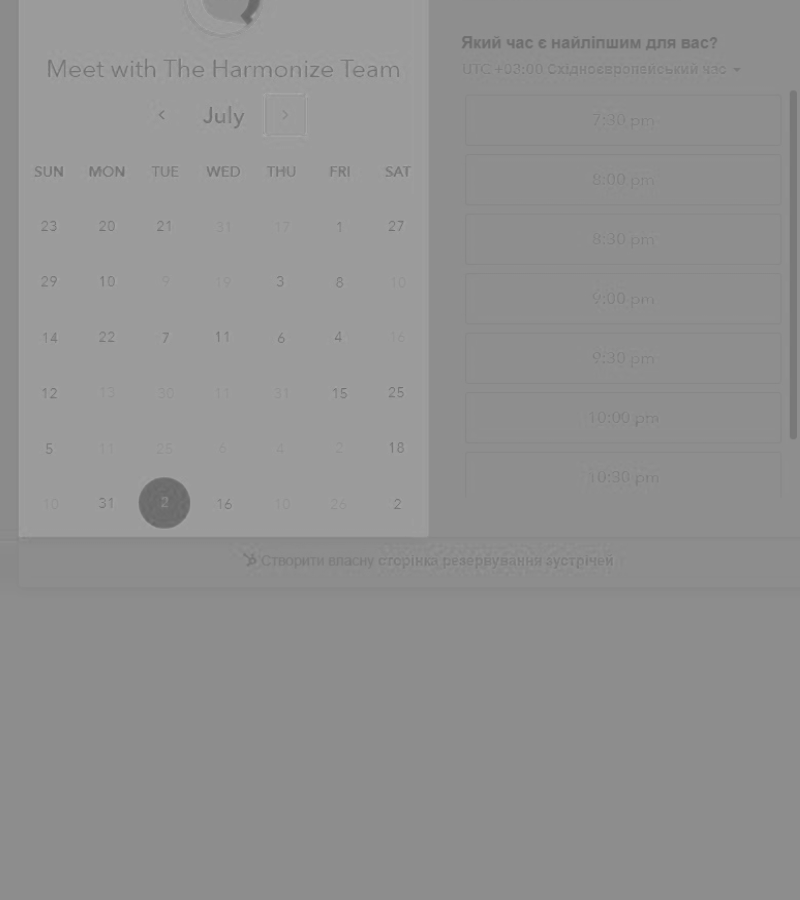 Meet with The Harmonize Team
July
SUN MON TUE WED THU FRI SAT
23 20 21 31 17 1 27
29 10 9 19 3 8 10
14 22 7 11 6 4 16
12 13 30 11 31 15 25
5 11 25 6 4 2 18
10 31 2 16 10 26 2
Який час є найліпшим для вас?
UTC +03:00 Східноєвропейський час
7:30 pm
8:00 pm
8:30 pm
9:00 pm
9:30 pm
10:00 pm
10:30 pm
Створити власну сторінка резервування зустрічей